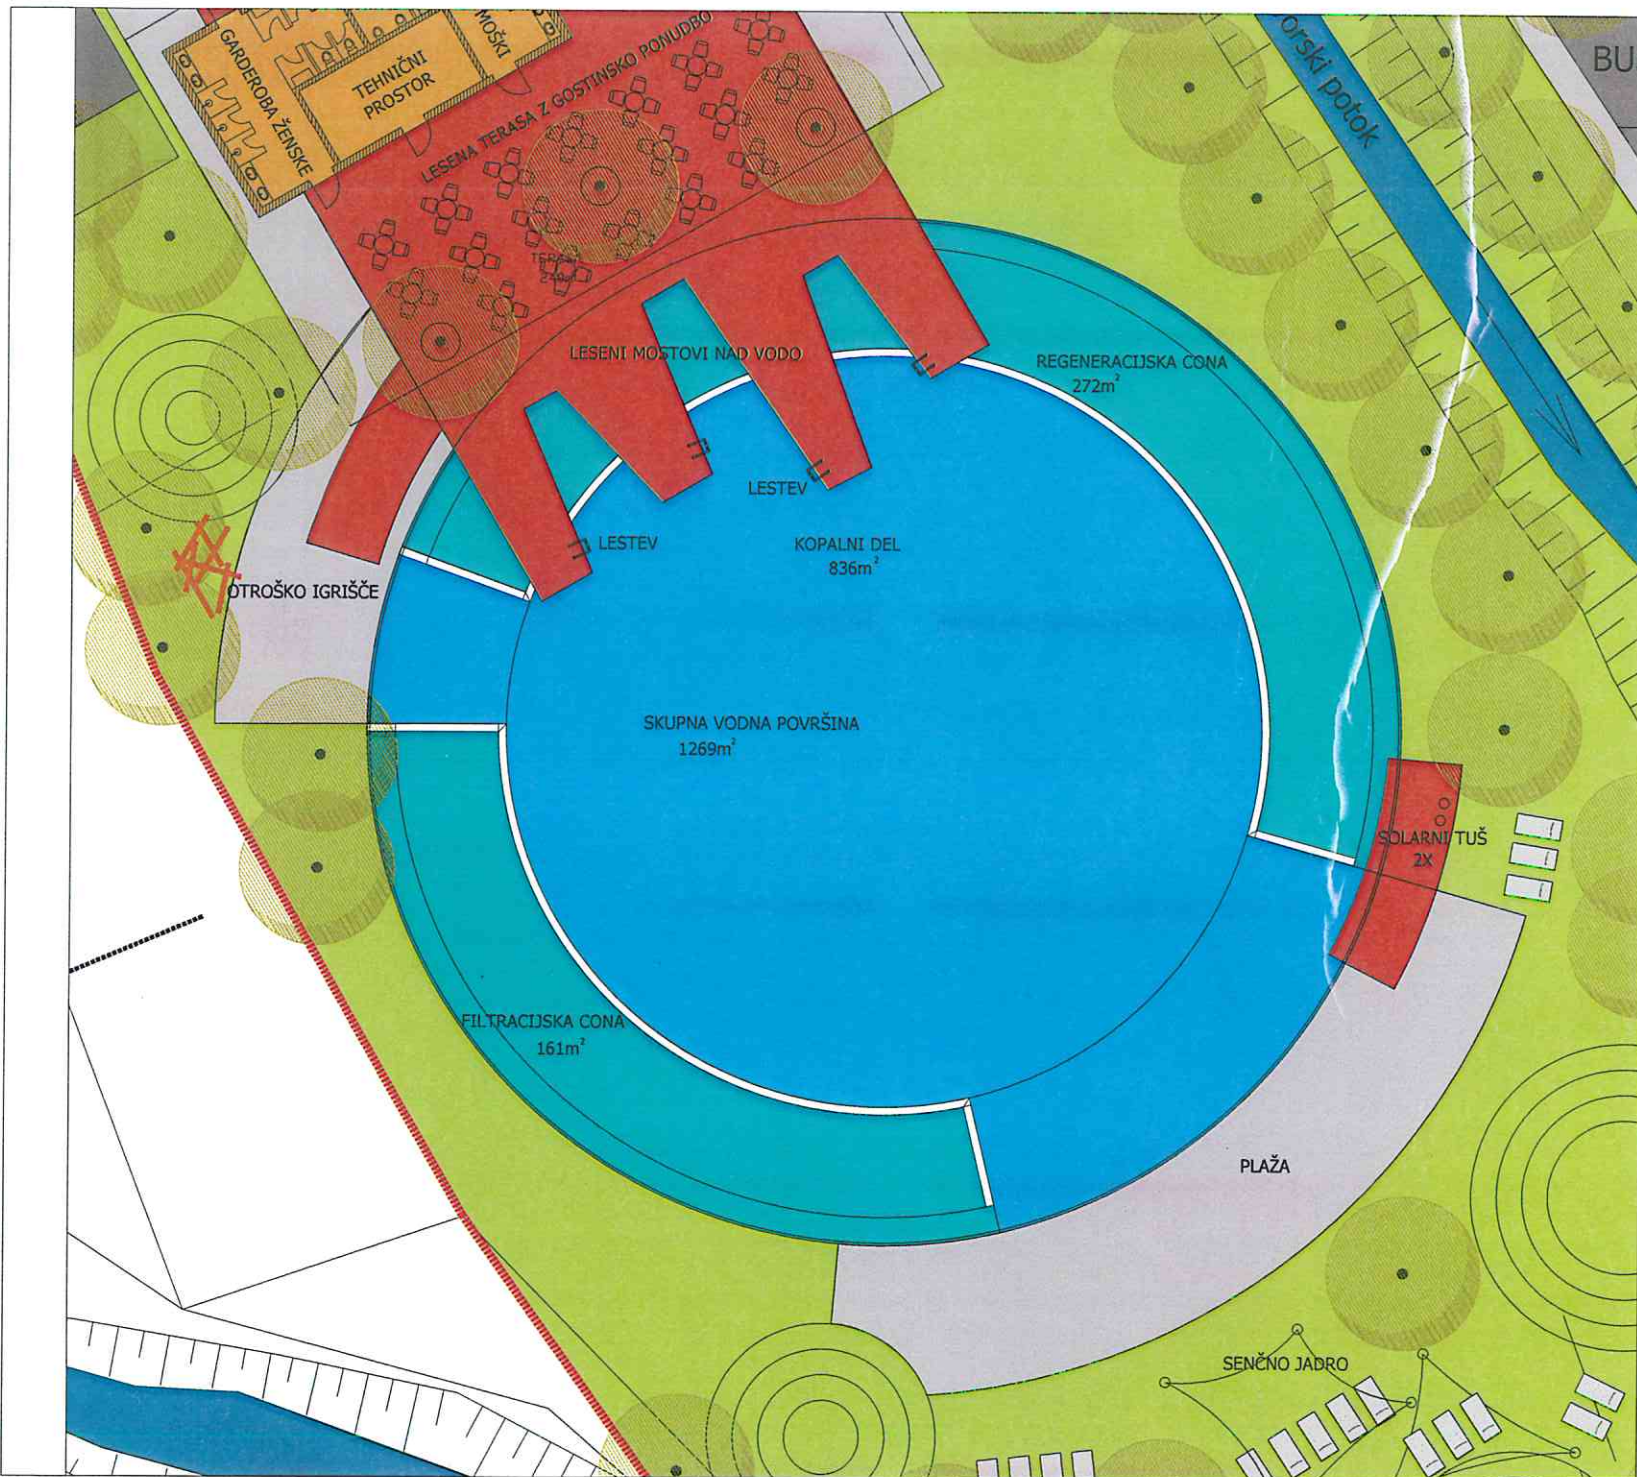 GARDEROBA ŽENSKE
TEHNIČNI
PROSTOR
MOŠKI
LESENA TERASA Z GOSTINSKO PONUDBO
orski potok
BU
LESENI MOSTOVI NAD VODO
REGENERACIJSKA CONA
272m²
LESTEV
LESTEV
KOPALNI DEL
836m²
OTROŠKO IGRIŠČE
SKUPNA VODNA POVRŠINA
1269m²
SOLARNI TUŠ
2X
FILTRACIJSKA CONA
161m²
PLAŽA
SENČNO JADRO